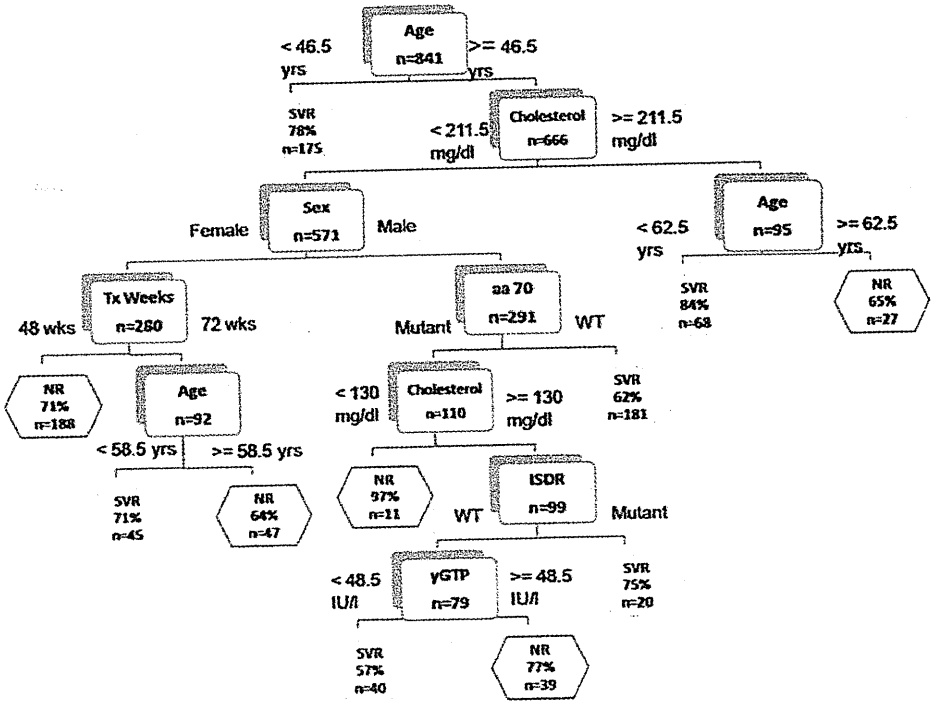 Age
n=841
< 46.5
yrs
>= 46.5
yrs
SVR
78%
n=175
Cholesterol
n=666
< 211.5
mg/dl
>= 211.5
mg/dl
Sex
n=571
Female
Male
Age
n=95
< 62.5
yrs
>= 62.5
yrs
SVR
84%
n=68
NR
65%
n=27
Tx Weeks
n=280
48 wks
72 wks
aa 70
n=291
Mutant
WT
NR
71%
n=188
Age
n=92
< 58.5 yrs
>= 58.5 yrs
SVR
71%
n=45
NR
64%
n=47
Cholesterol
n=110
< 130
mg/dl
>= 130
mg/dl
SVR
62%
n=181
NR
97%
n=11
ISDR
n=99
WT
Mutant
γGTP
n=79
< 48.5
IU/l
>= 48.5
IU/l
SVR
75%
n=20
SVR
57%
n=40
NR
77%
n=39